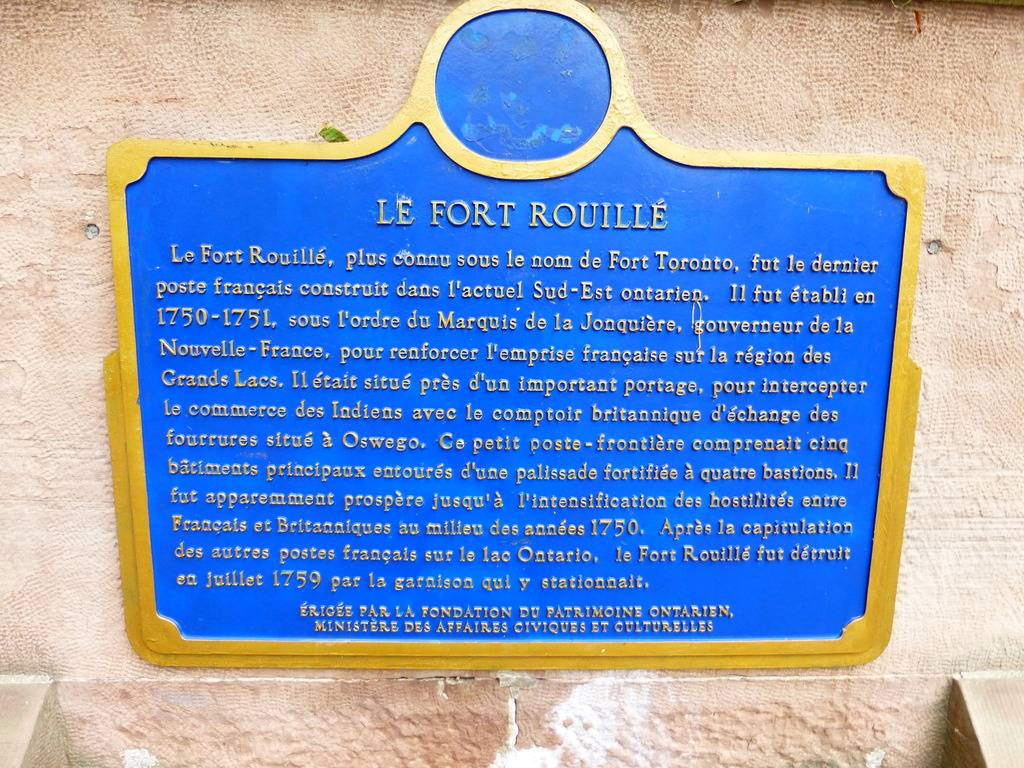 LE FORT ROUILLÉ
Le Fort Rouillé, plus connu sous le nom de Fort Toronto, fut le dernier
poste français construit dans l'actuel Sud-Est ontarien. Il fut établi en
1750-1751, sous l'ordre du Marquis de la Jonquière, gouverneur de la
Nouvelle-France, pour renforcer l'emprise française sur la région des
Grands Lacs. Il était situé près d'un important portage, pour intercepter
le commerce des Indiens avec le comptoir britannique d'échange des
fourrures situé à Oswego. Ce petit poste-frontière comprenait cinq
bâtiments principaux entourés d'une palissade fortifiée à quatre bastions. Il
fut apparemment prospère jusqu'à l'intensification des hostilités entre
Français et Britanniques au milieu des années 1750. Après la capitulation
des autres postes français sur le lac Ontario, le Fort Rouillé fut détruit
en juillet 1759 par la garnison qui y stationnait.
ÉRIGÉE PAR LA FONDATION DU PATRIMOINE ONTARIEN,
MINISTÈRE DES AFFAIRES CIVIQUES ET CULTURELLES